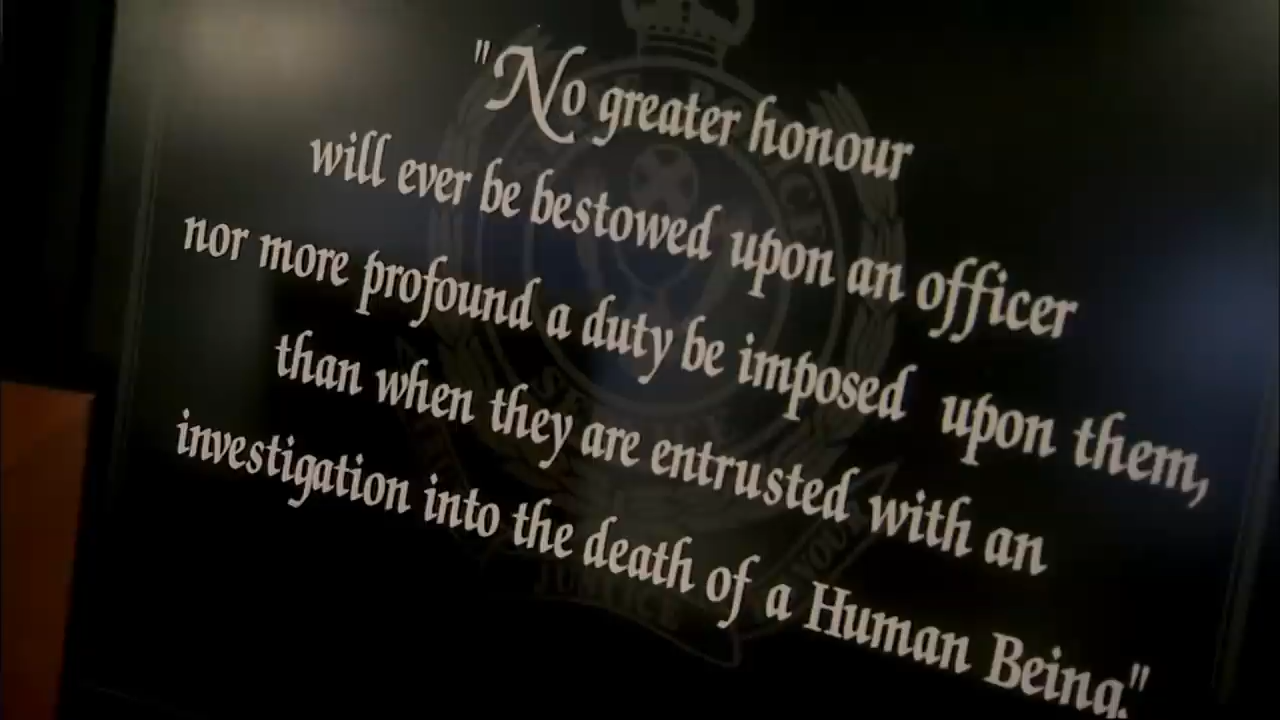 "No greater honour
will ever be bestowed upon an officer
nor more profound a duty be imposed upon them,
than when they are entrusted with an
investigation into the death of a Human Being."